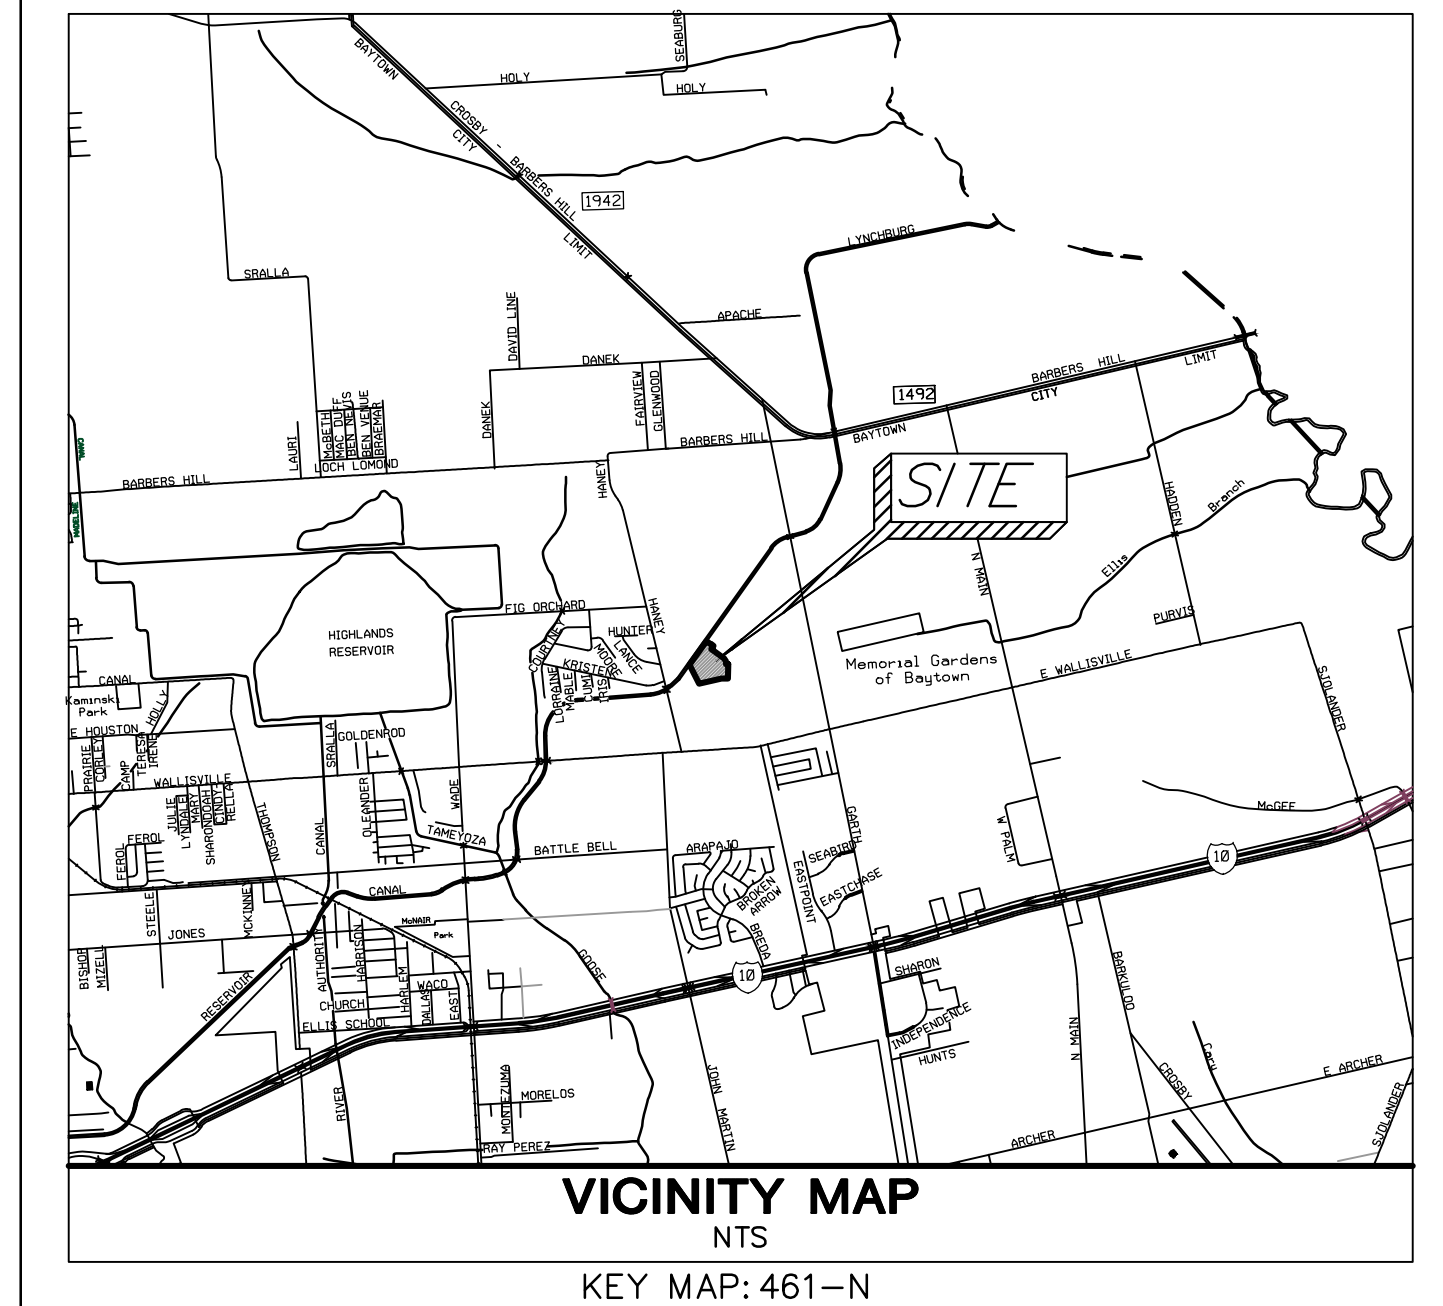 SEABURG
BAYTOWN
HOLY
HOLY
CROSBY - BARBERS HILL
CITY
1942
LIMIT
LYNCHBURG
SRALLA
DAVID LINE
APACHE
DANEK
BARBERS HILL
LIMIT
1492
CITY
FAIRVIEW
GLENWOOD
DANEK
McBETH
MAC DUFF
BEN NEVIS
BEN VENUE
BRAEMAR
LAURI
LOCH LOMOND
BARBERS HILL
BAYTOWN
CANAL
BARBERS HILL
HANEY
MADELINE
SITE
HADDEN
Branch
Ellis
N MAIN
FIG ORCHARD
HANEY
PURVIS
HIGHLANDS
RESERVOIR
COURTNEY
HUNTER
MOORE
LANCE
KRISTEN
Memorial Gardens
of Baytown
E WALLISVILLE
SJOLANDER
CANAL
LORRAINE
MABLE
IRIS
Kaminski
Park
HOLLY
E HOUSTON
SRALLA
GOLDENROD
PRAIRIE
CORLEY
CAMP
TERESA
IRENE
WALLISVILLE
JULIE
LYNDALE
MARY
SHARONDOAH
CINDY
RELLA
THOMPSON
CANAL
OLEANDER
WADE
TAMEYOZA
McGEE
GARTH
W PALM
FEROL
FEROL
BATTLE BELL
ARAPAJO
SEABIRD
10
CANAL
BROKEN
ARROW
EASTPOINT
EASTCHASE
STEELE
MCKINNEY
McNAIR
Park
JONES
AUTHORITY
HARRISON
BREDA
BISHOP
MIZELL
RESERVOIR
HARLEM
WACO
DALLAS
EAST
GOOSE
10
SHARON
BARKULOO
CHURCH
ELLIS SCHOOL
INDEPENDENCE
HUNTS
N MAIN
Cary
CROSBY
E ARCHER
RIVER
MONTEZUMA
MORELOS
JOHN MARTIN
SJOLANDER
RAY PEREZ
ARCHER
VICINITY MAP
NTS
KEY MAP: 461-N